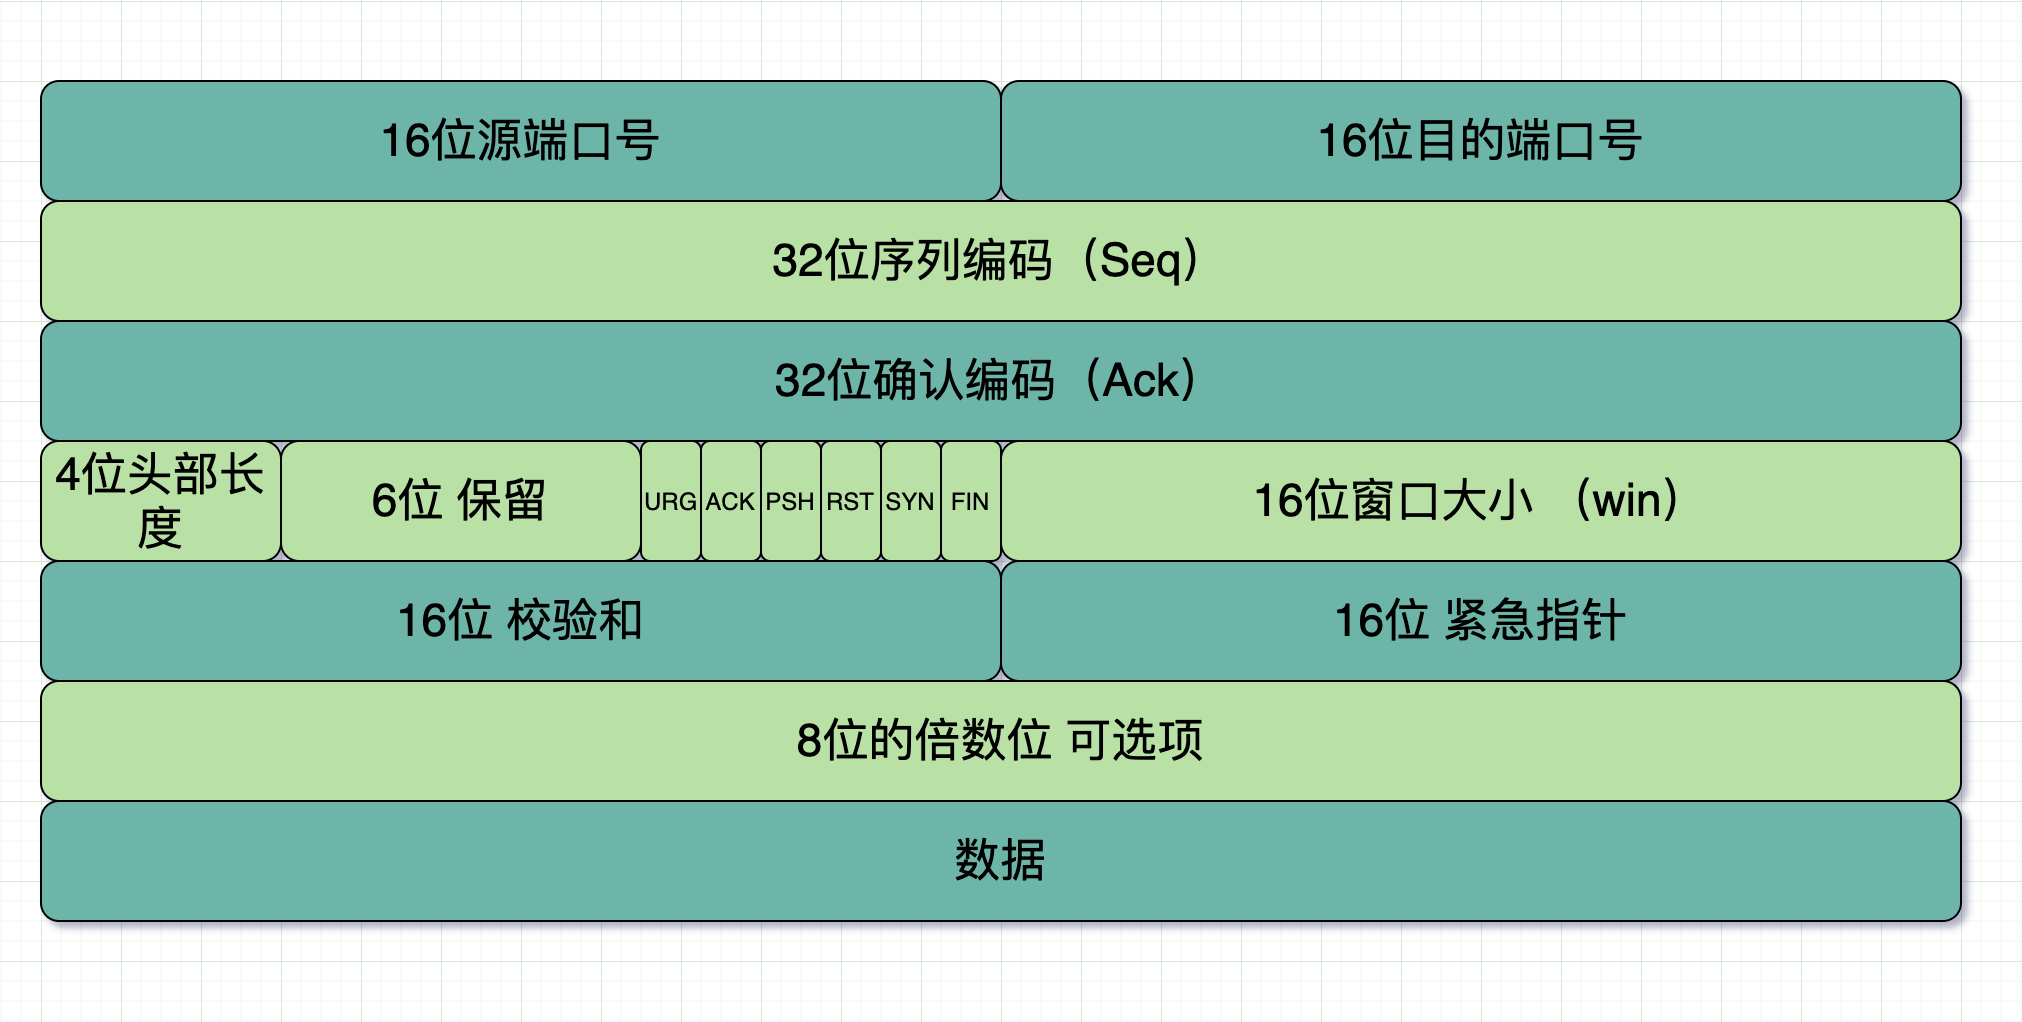 16位源端口号
16位目的端口号
32位序列编码（Seq）
32位确认编码（Ack）
4位头部长
度
6位 保留
URG
ACK
PSH
RST
SYN
FIN
16位窗口大小 （win）
16位 校验和
16位 紧急指针
8位的倍数位 可选项
数据